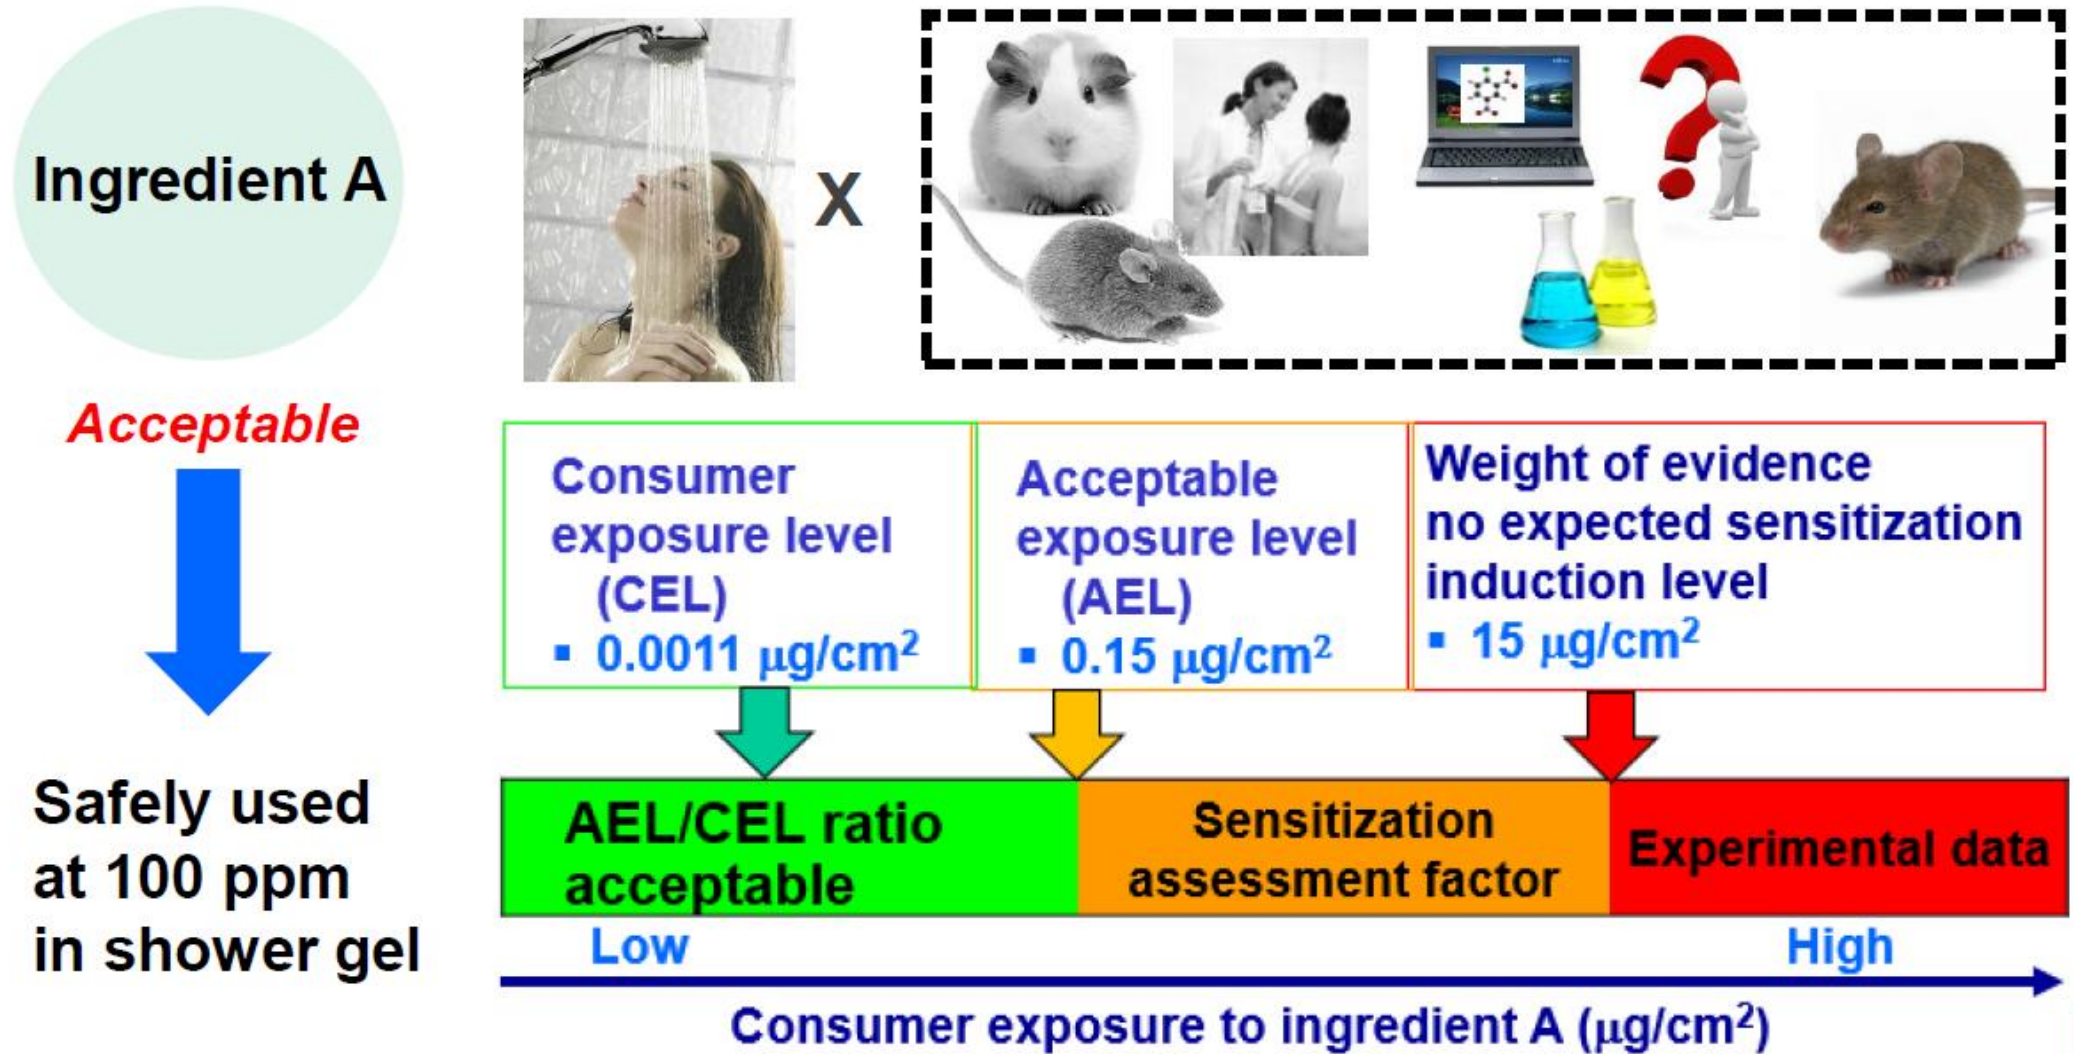 Ingredient A
X
Acceptable
Safely used
at 100 ppm
in shower gel
Consumer
exposure level
(CEL)
▪ 0.0011 µg/cm²
Acceptable
exposure level
(AEL)
▪ 0.15 µg/cm²
Weight of evidence
no expected sensitization
induction level
▪ 15 µg/cm²
AEL/CEL ratio
acceptable
Sensitization
assessment factor
Experimental data
Low
High
Consumer exposure to ingredient A (µg/cm²)